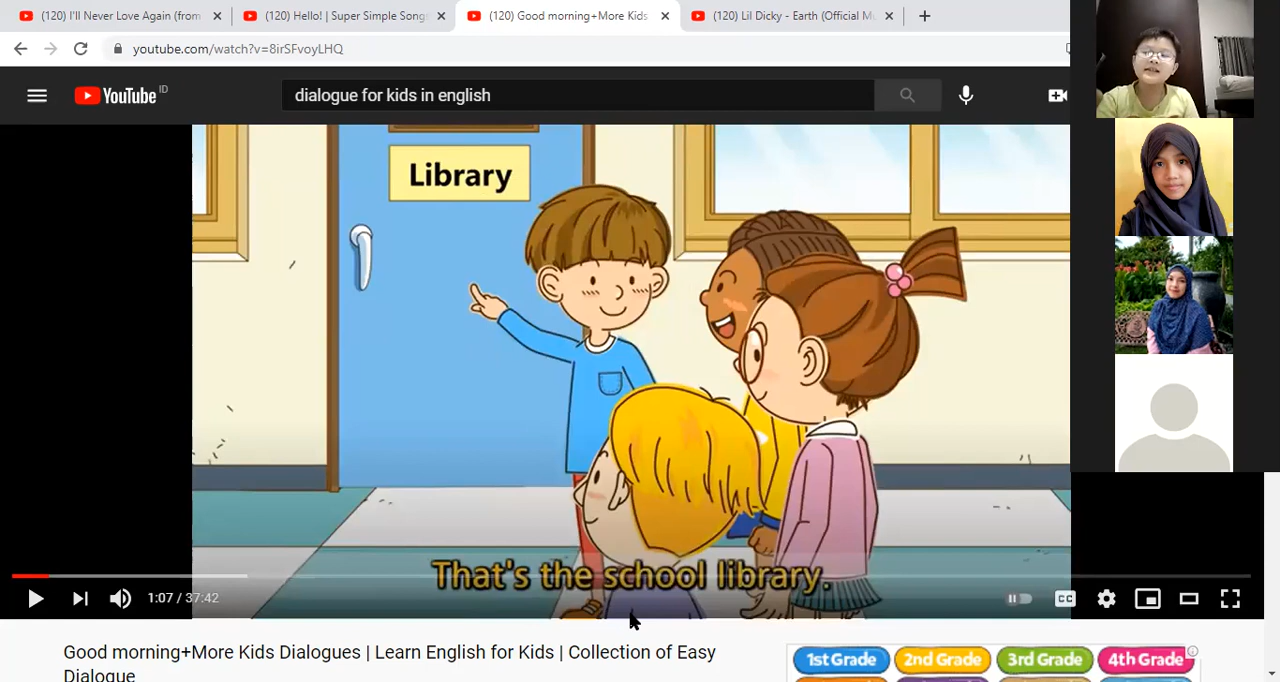 (120) I'll Never Love Again (from
(120) Hello! | Super Simple Song
(120) Good morning+More Kids
(120) Lil Dicky - Earth (Official Mu
youtube.com/watch?v=8irSFvoyLHQ
YouTube ID
dialogue for kids in english
Library
That's the school library.
1:07 / 37:42
CC
Good morning+More Kids Dialogues | Learn English for Kids | Collection of Easy
Dialogue
1st Grade 2nd Grade 3rd Grade 4th Grade